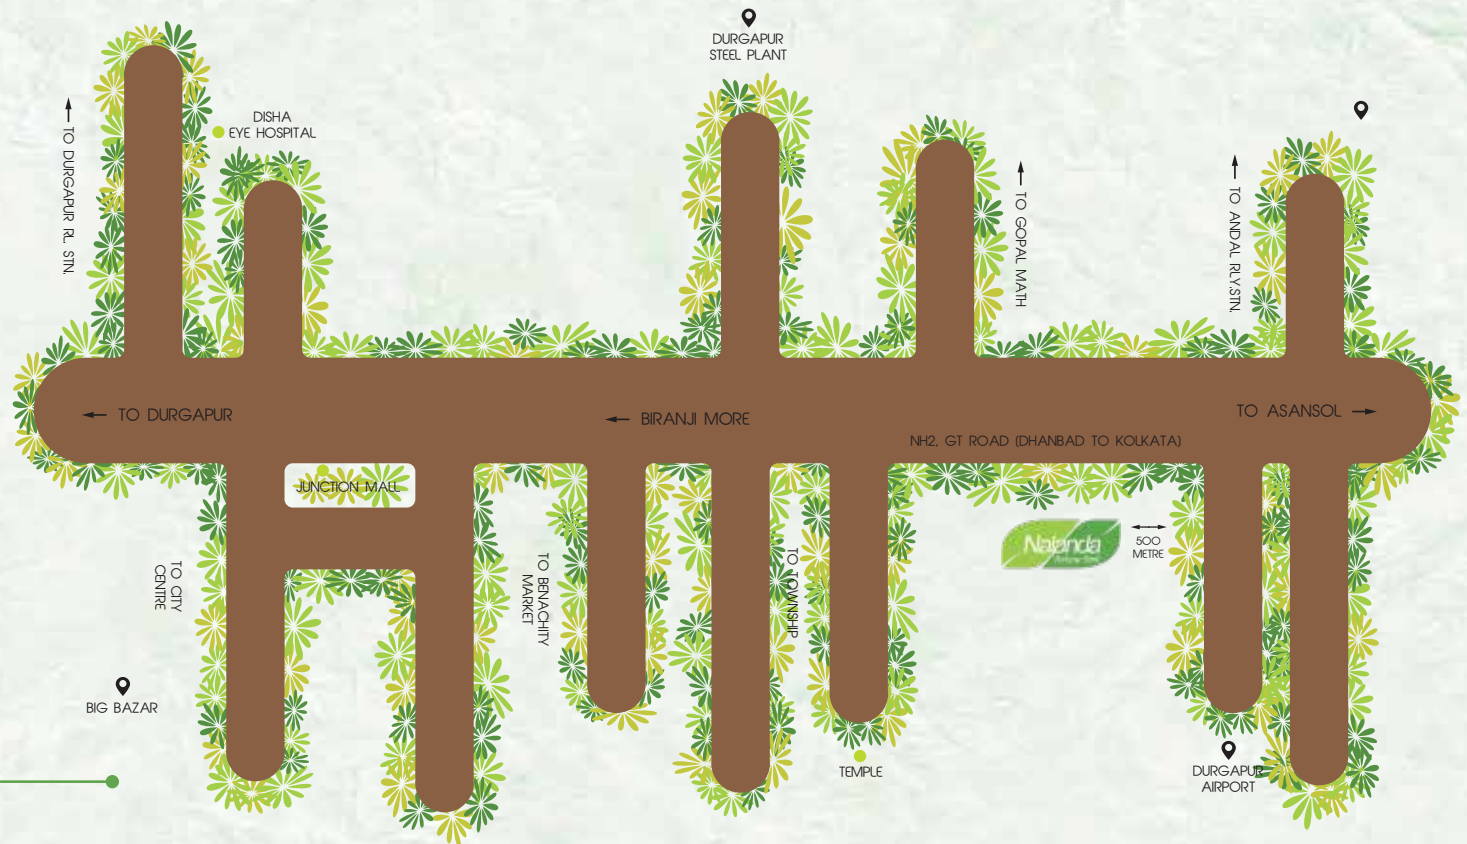 DURGAPUR
STEEL PLANT
DISHA
EYE HOSPITAL
TO DURGAPUR RL. STN.
TO GOPAL MATH
TO ANDAL RLY.STN.
TO DURGAPUR
BIRANJI MORE
TO ASANSOL
NH2, GT ROAD (DHANBAD TO KOLKATA)
JUNCTION MALL
Nalanda
500
METRE
TO CITY
CENTRE
TO BENACHITY
MARKET
TO TOWNSHIP
BIG BAZAR
TEMPLE
DURGAPUR
AIRPORT